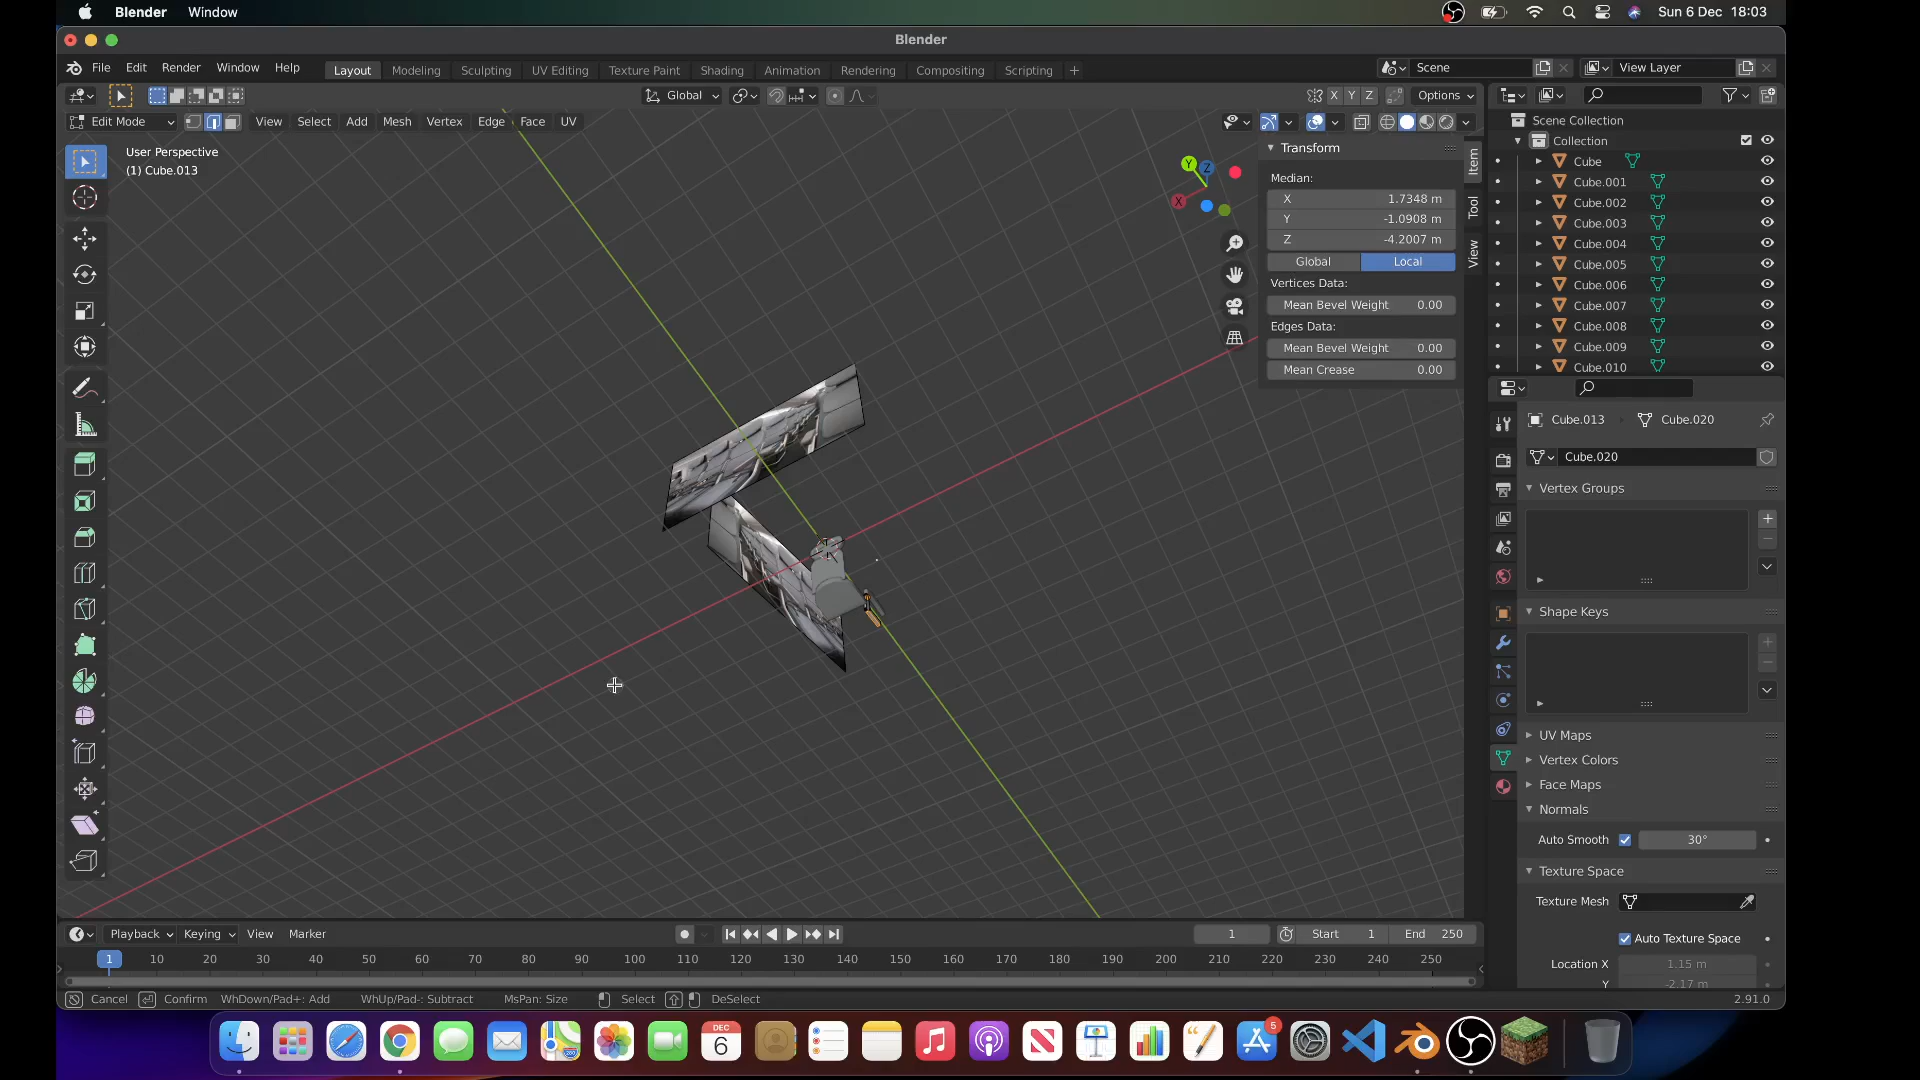 Blender Window Sun 6 Dec 18:03
Blender
File Edit Render Window Help Layout Modeling Sculpting UV Editing Texture Paint Shading Animation Rendering Compositing Scripting + Scene View Layer
Global X Y Z Options
Edit Mode View Select Add Mesh Vertex Edge Face UV
User Perspective
(1) Cube.013
Y Z X
Transform
Median:
X 1.7348 m
Y -1.0908 m
Z -4.2007 m
Global Local
Vertices Data:
Mean Bevel Weight 0.00
Edges Data:
Mean Bevel Weight 0.00
Mean Crease 0.00
Item
Tool
View
Scene Collection
Collection
Cube
Cube.001
Cube.002
Cube.003
Cube.004
Cube.005
Cube.006
Cube.007
Cube.008
Cube.009
Cube.010
Cube.013 Cube.020
Cube.020
Vertex Groups
Shape Keys
UV Maps
Vertex Colors
Face Maps
Normals
Auto Smooth 30°
Texture Space
Texture Mesh
Auto Texture Space
Location X 1.15 m
Y -2.17 m
Playback Keying View Marker 1 Start 1 End 250
1 10 20 30 40 50 60 70 80 90 100 110 120 130 140 150 160 170 180 190 200 210 220 230 240 250
Cancel Confirm WhDown/Pad+: Add WhUp/Pad-: Subtract MsPan: Size Select DeSelect 2.91.0
DEC
6
5